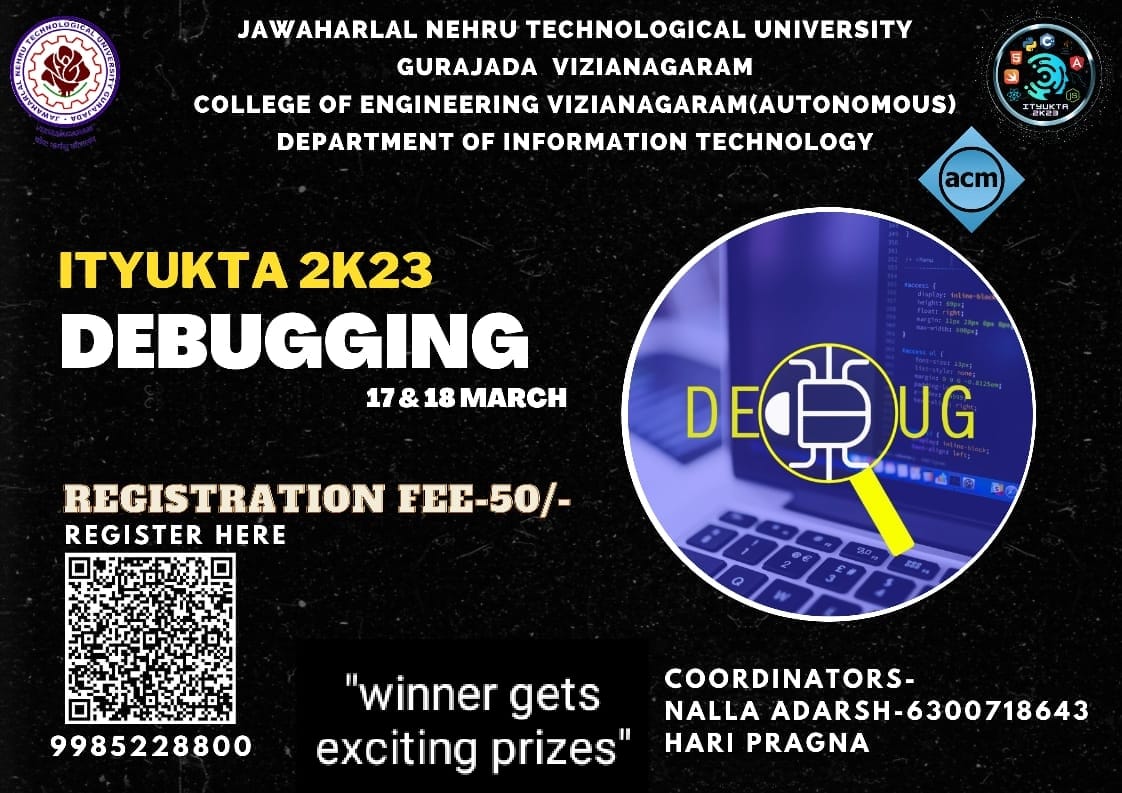 JAWAHARLAL NEHRU TECHNOLOGICAL UNIVERSITY
GURAJADA VIZIANAGARAM
COLLEGE OF ENGINEERING VIZIANAGARAM(AUTONOMOUS)
DEPARTMENT OF INFORMATION TECHNOLOGY
ITYUKTA
2K23
acm
ITYUKTA 2K23
DEBUGGING
17 & 18 MARCH
DE UG
REGISTRATION FEE-50/-
REGISTER HERE
9985228800
"winner gets
exciting prizes"
COORDINATORS-
NALLA ADARSH-6300718643
HARI PRAGNA